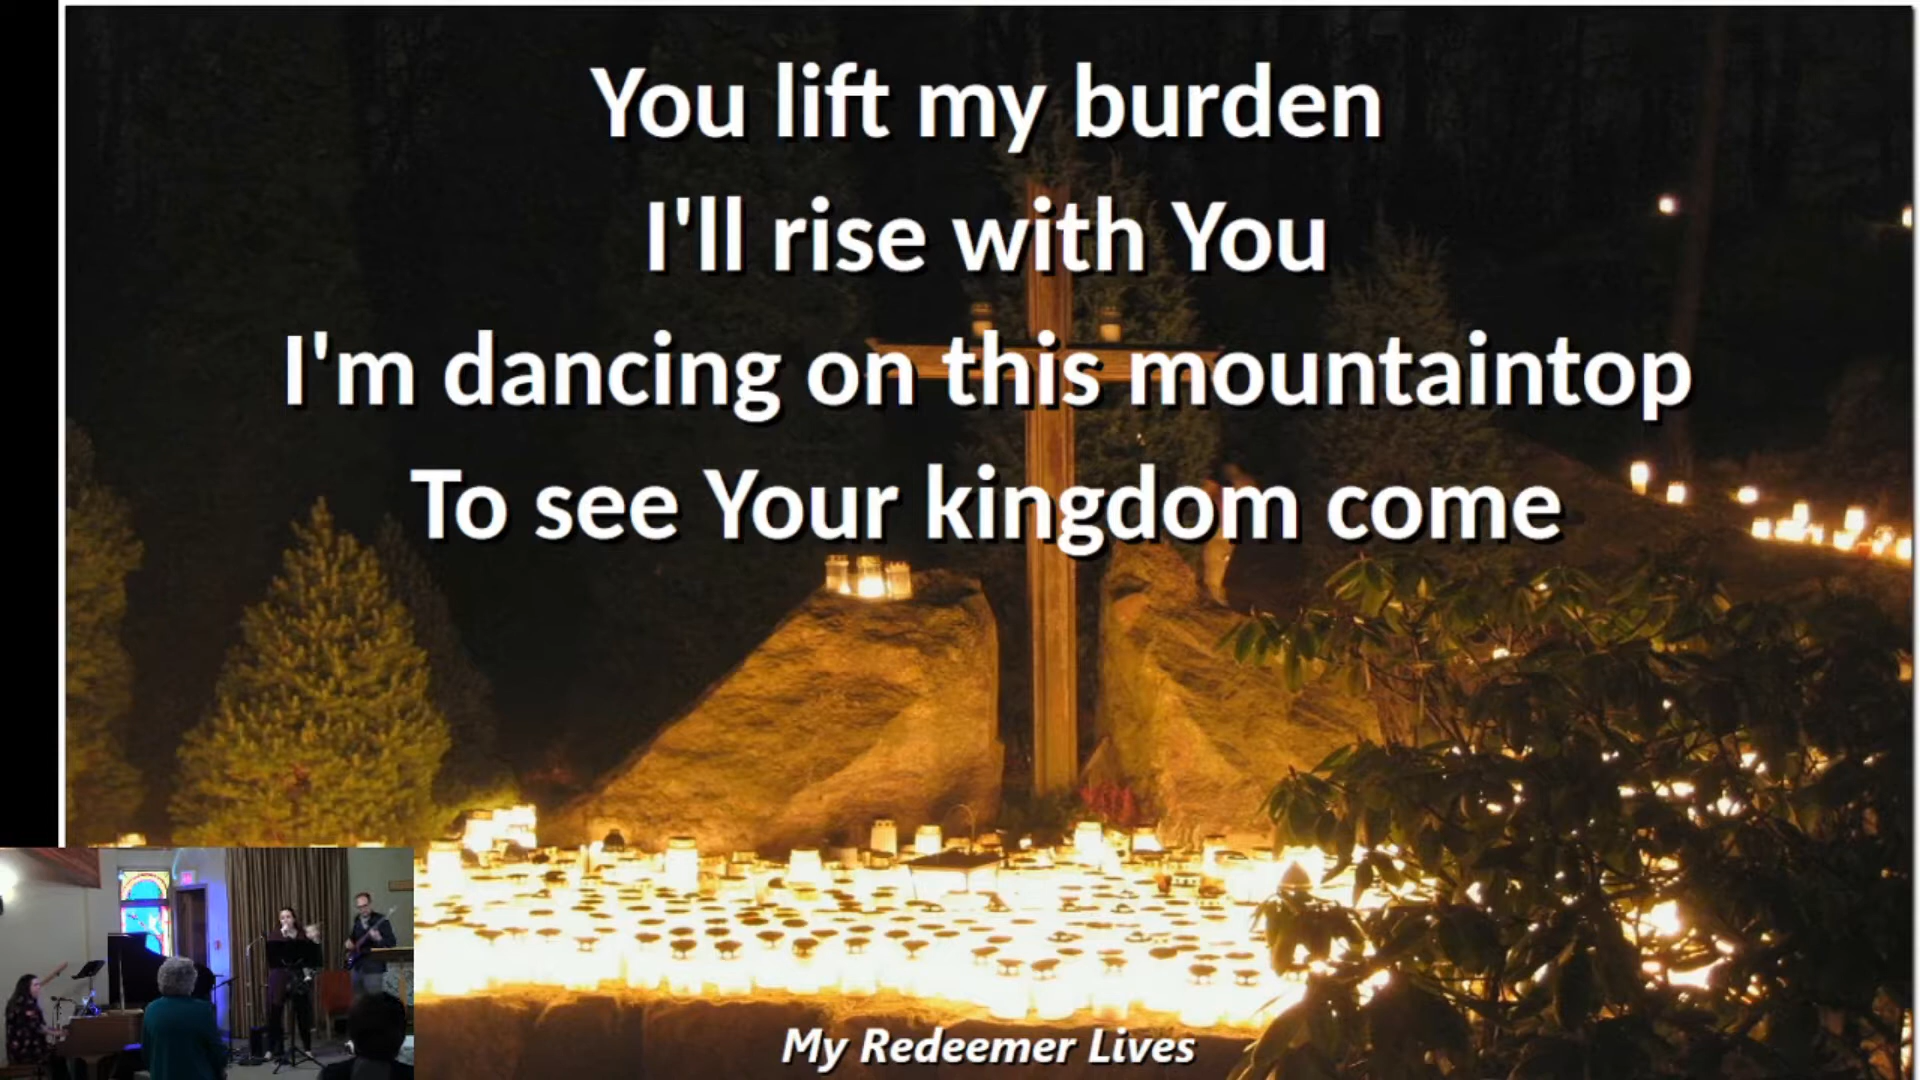 You lift my burden
I'll rise with You
I'm dancing on this mountaintop
To see Your kingdom come
My Redeemer Lives